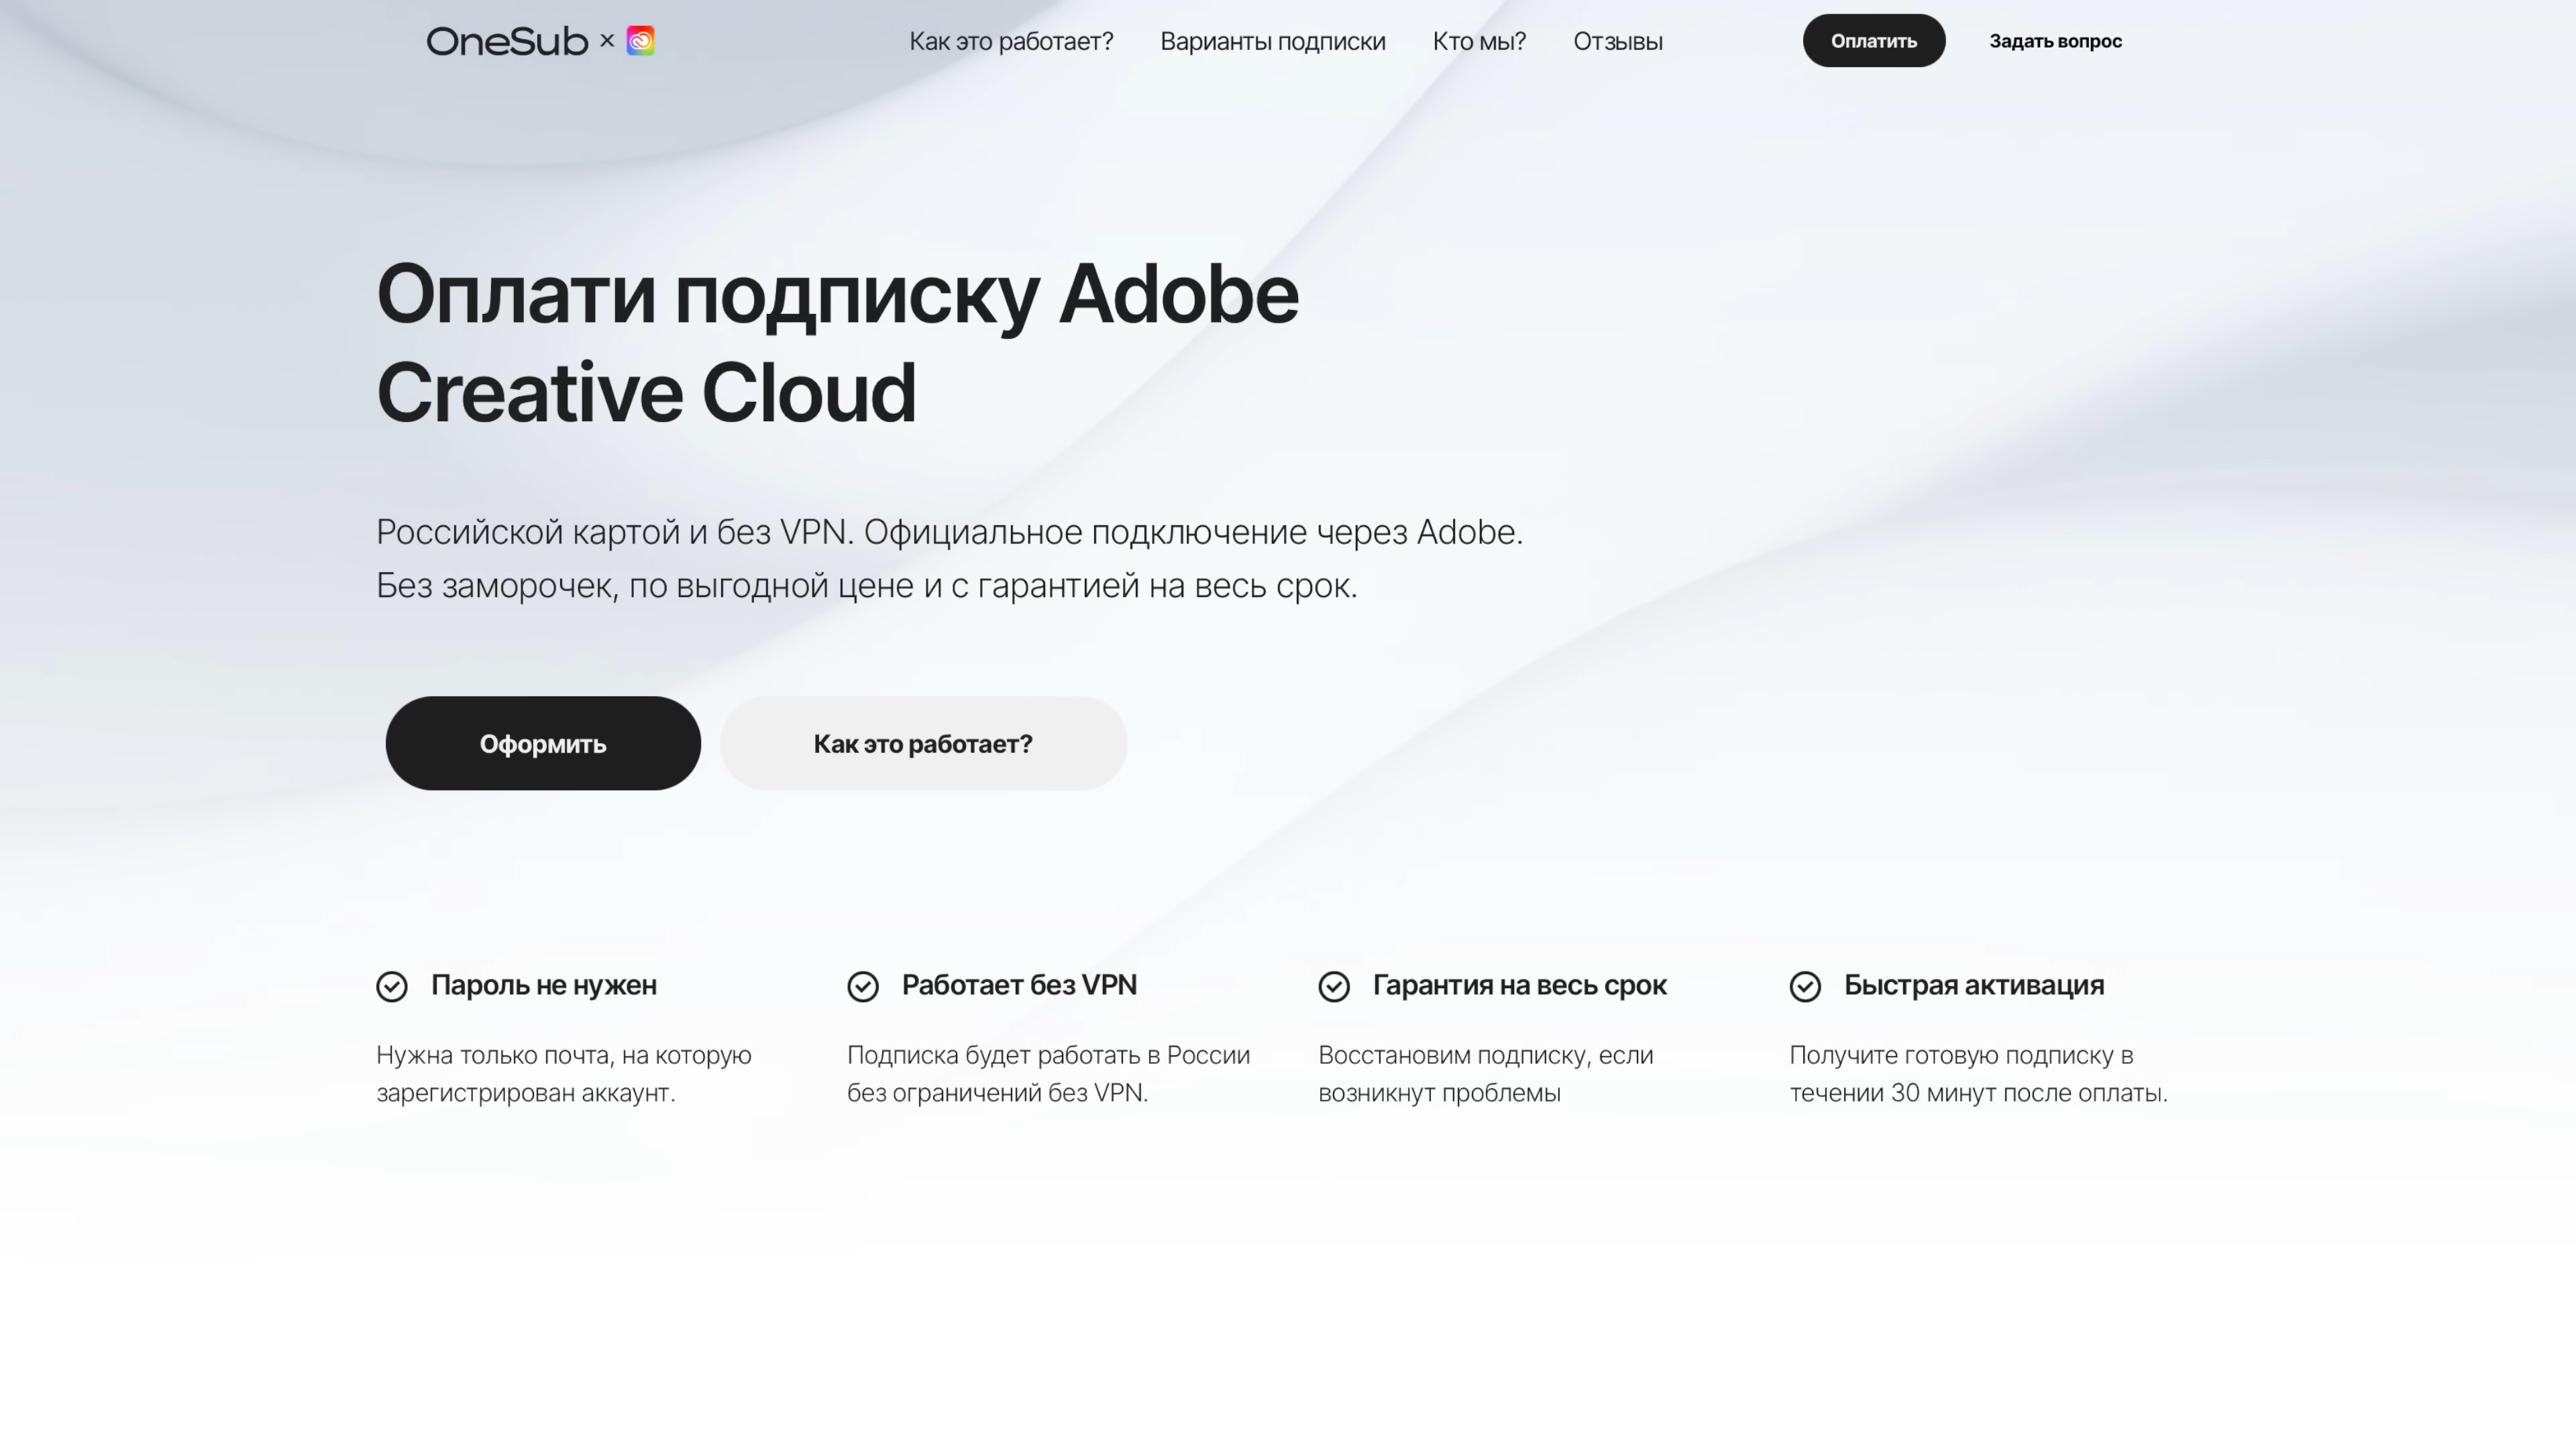 OneSub ×
Как это работает?
Варианты подписки
Кто мы?
Отзывы
Оплатить
Задать вопрос
Оплати подписку Adobe
Creative Cloud
Российской картой и без VPN. Официальное подключение через Adobe.
Без заморочек, по выгодной цене и с гарантией на весь срок.
Оформить
Как это работает?
Пароль не нужен
Нужна только почта, на которую
зарегистрирован аккаунт.
Работает без VPN
Подписка будет работать в России
без ограничений без VPN.
Гарантия на весь срок
Восстановим подписку, если
возникнут проблемы
Быстрая активация
Получите готовую подписку в
течении 30 минут после оплаты.